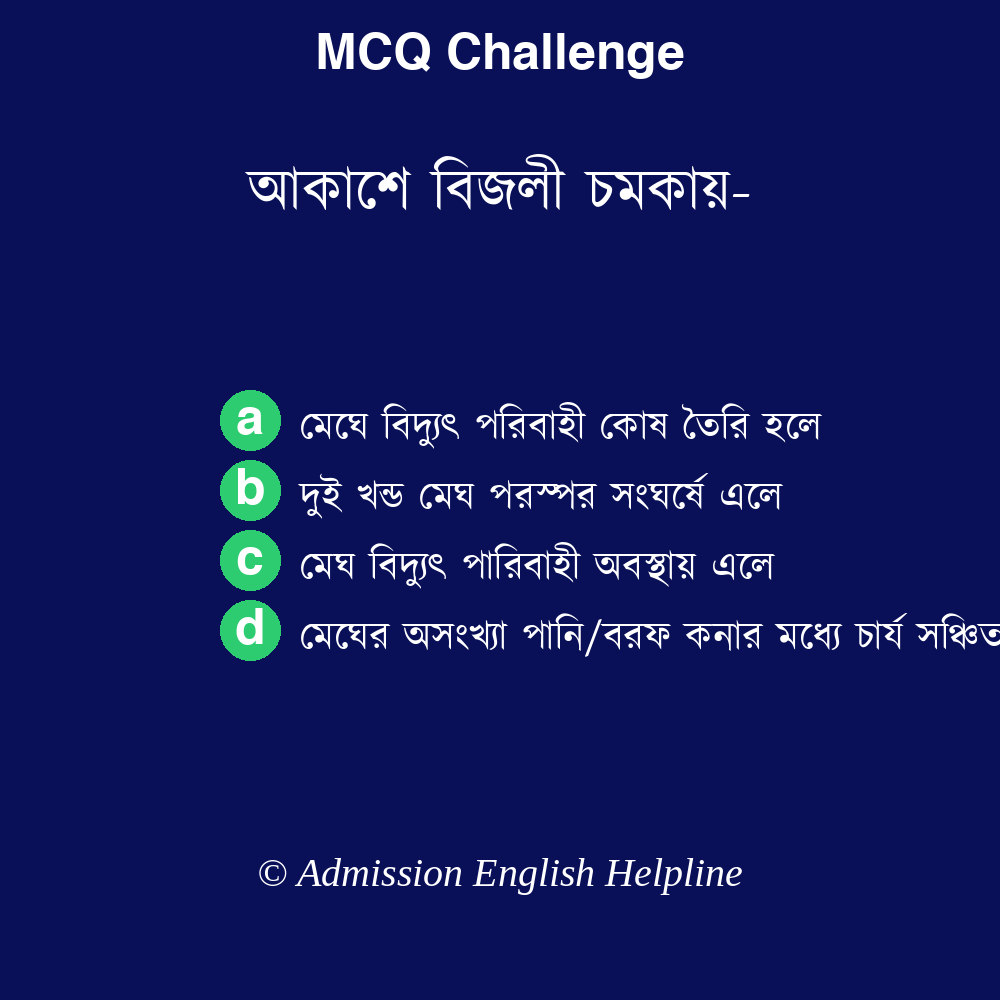 MCQ Challenge
আকাশে বিজলী চমকায়-
a মেঘে বিদ্যুৎ পরিবাহী কোষ তৈরি হলে
b দুই খন্ড মেঘ পরস্পর সংঘর্ষে এলে
c মেঘ বিদ্যুৎ পারিবাহী অবস্থায় এলে
d মেঘের অসংখ্যা পানি/বরফ কনার মধ্যে চার্য সঞ্চিত
© Admission English Helpline